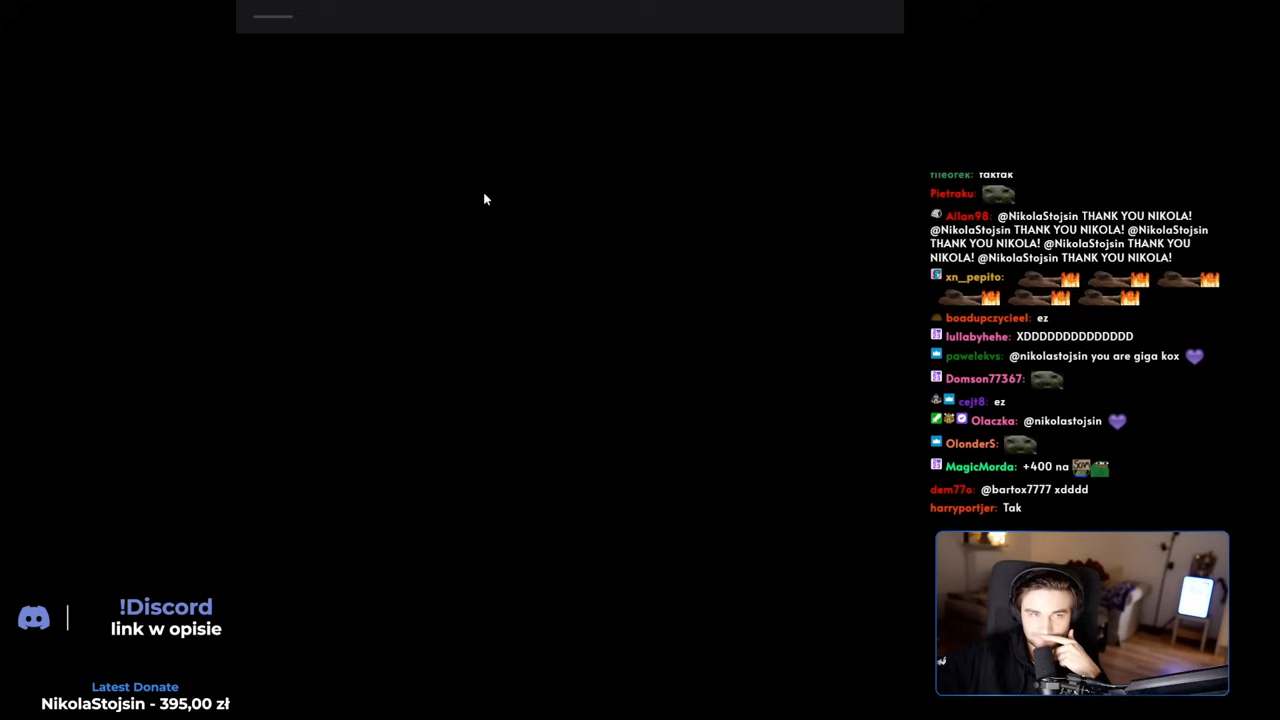 fileorek: taktak
Pietraku:
Allan98: @NikolaStojsin THANK YOU NIKOLA!
@NikolaStojsin THANK YOU NIKOLA! @NikolaStojsin
THANK YOU NIKOLA! @NikolaStojsin THANK YOU
NIKOLA! @NikolaStojsin THANK YOU NIKOLA!
xn__pepito:
boadupczycieel: ez
lullabyhehe: XDDDDDDDDDDDDDD
pawelekvs: @nikolastojsin you are giga kox
Domson77367:
cejt8: ez
Olaczka: @nikolastojsin
OlonderS:
MagicMorda: +400 na
dem77o: @bartox7777 xdddd
harryportjer: Tak
!Discord
link w opisie
Latest Donate
NikolaStojsin - 395,00 zł